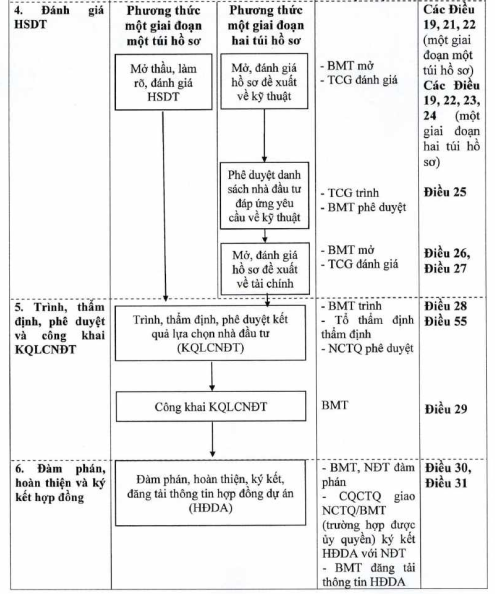 4. Đánh giá
HSDT
Phương thức
một giai đoạn
một túi hồ sơ
Phương thức
một giai đoạn
hai túi hồ sơ
Mở thầu, làm
rõ, đánh giá
HSDT
Mở, đánh giá
hồ sơ đề xuất
về kỹ thuật
- BMT mở
- TCG đánh giá
Các Điều
19, 21, 22
(một giai
đoạn một
túi hồ sơ)
Các Điều
19, 22, 23,
24 (một
giai đoạn
hai túi hồ
sơ)
Phê duyệt danh
sách nhà đầu tư
đáp ứng yêu
cầu về kỹ thuật
- TCG trình
- BMT phê duyệt
Điều 25
Mở, đánh giá
hồ sơ đề xuất
về tài chính
- BMT mở
- TCG đánh giá
Điều 26,
Điều 27
5. Trình, thẩm
định, phê duyệt
và công khai
KQLCNĐT
Trình, thẩm định, phê duyệt kết
quả lựa chọn nhà đầu tư
(KQLCNĐT)
- BMT trình
- Tổ thẩm định
thẩm định
- NCTQ phê duyệt
Điều 28
Điều 55
Công khai KQLCNĐT
BMT
Điều 29
6. Đàm phán,
hoàn thiện và ký
kết hợp đồng
Đàm phán, hoàn thiện, ký kết,
đăng tải thông tin hợp đồng dự án
(HĐDA)
- BMT, NĐT đàm
phán
- CQCTQ giao
NCTQ/BMT
(trường hợp được
ủy quyền) ký kết
HĐDA với NĐT
- BMT đăng tải
thông tin HĐDA
Điều 30,
Điều 31